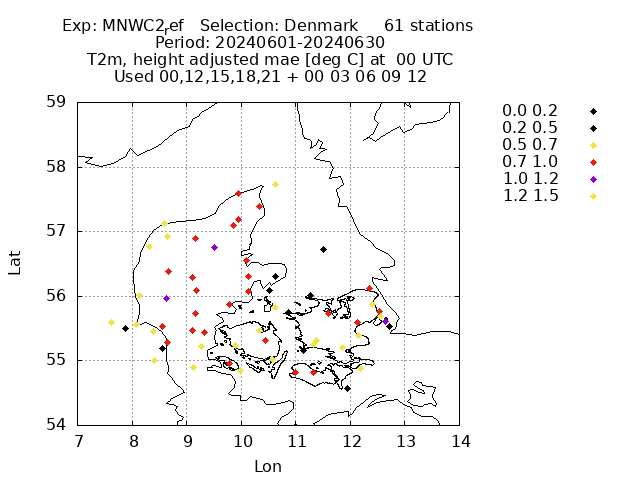 Exp: MNWC2ref Selection: Denmark 61 stations
Period: 20240601-20240630
T2m, height adjusted mae [deg C] at 00 UTC
Used 00,12,15,18,21 + 00 03 06 09 12
0.0 0.2
0.2 0.5
0.5 0.7
0.7 1.0
1.0 1.2
1.2 1.5
59
58
57
56
55
54
Lat
7 8 9 10 11 12 13 14
Lon